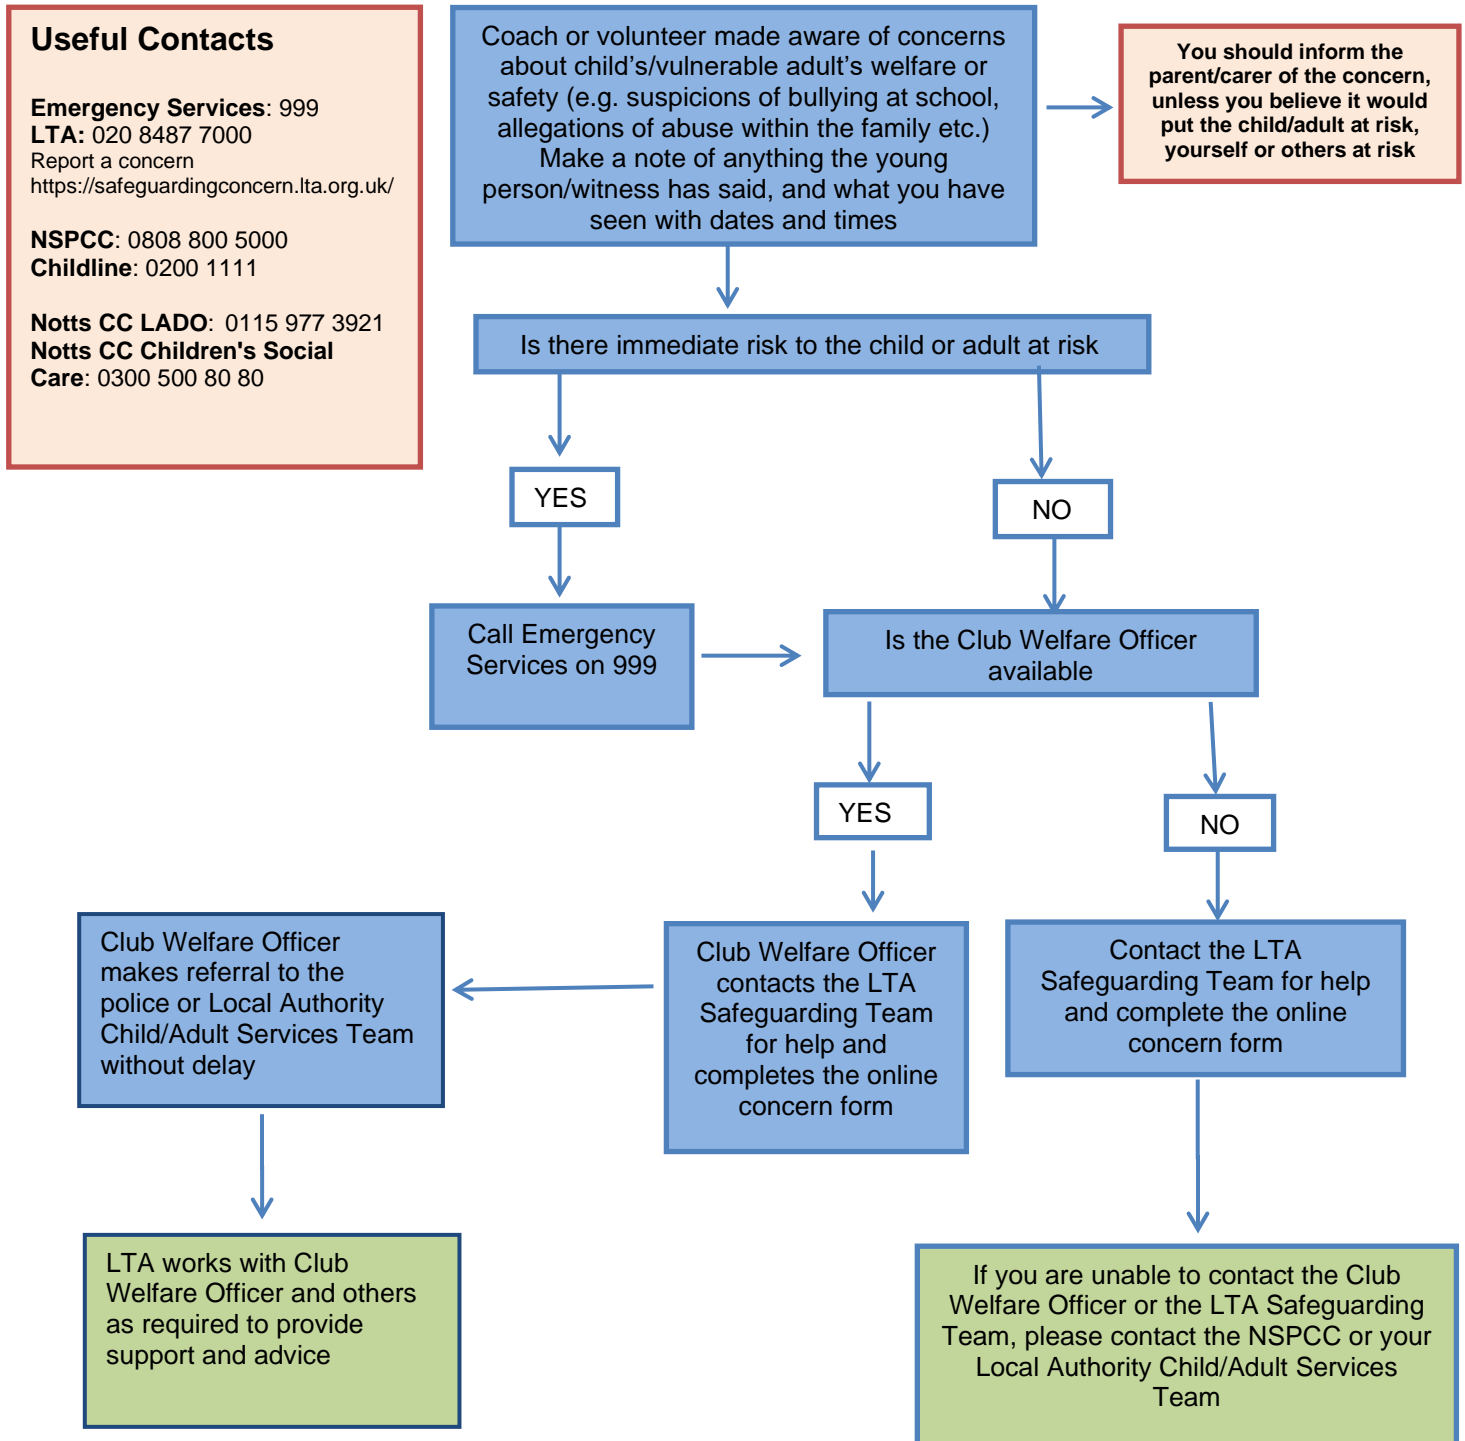 Useful Contacts
Emergency Services: 999
LTA: 020 8487 7000
Report a concern
https://safeguardingconcern.lta.org.uk/
NSPCC: 0808 800 5000
Childline: 0200 1111
Notts CC LADO: 0115 977 3921
Notts CC Children's Social
Care: 0300 500 80 80
Coach or volunteer made aware of concerns
about child’s/vulnerable adult’s welfare or
safety (e.g. suspicions of bullying at school,
allegations of abuse within the family etc.)
Make a note of anything the young
person/witness has said, and what you have
seen with dates and times
You should inform the
parent/carer of the concern,
unless you believe it would
put the child/adult at risk,
yourself or others at risk
Is there immediate risk to the child or adult at risk
YES
NO
Call Emergency
Services on 999
Is the Club Welfare Officer
available
YES
NO
Club Welfare Officer
makes referral to the
police or Local Authority
Child/Adult Services Team
without delay
Club Welfare Officer
contacts the LTA
Safeguarding Team
for help and
completes the online
concern form
Contact the LTA
Safeguarding Team for help
and complete the online
concern form
LTA works with Club
Welfare Officer and others
as required to provide
support and advice
If you are unable to contact the Club
Welfare Officer or the LTA Safeguarding
Team, please contact the NSPCC or your
Local Authority Child/Adult Services
Team